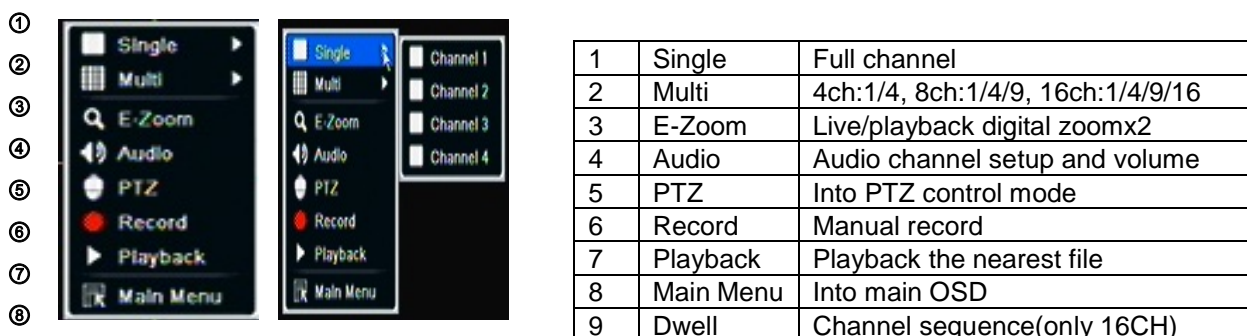 ①
②
③
④
⑤
⑥
⑦
⑧
Single
Multi
E-Zoom
Audio
PTZ
Record
Playback
Main Menu
Single
Multi
E-Zoom
Audio
PTZ
Record
Playback
Main Menu
Channel 1
Channel 2
Channel 3
Channel 4
1 Single Full channel
2 Multi 4ch:1/4, 8ch:1/4/9, 16ch:1/4/9/16
3 E-Zoom Live/playback digital zoomx2
4 Audio Audio channel setup and volume
5 PTZ Into PTZ control mode
6 Record Manual record
7 Playback Playback the nearest file
8 Main Menu Into main OSD
9 Dwell Channel sequence(only 16CH)